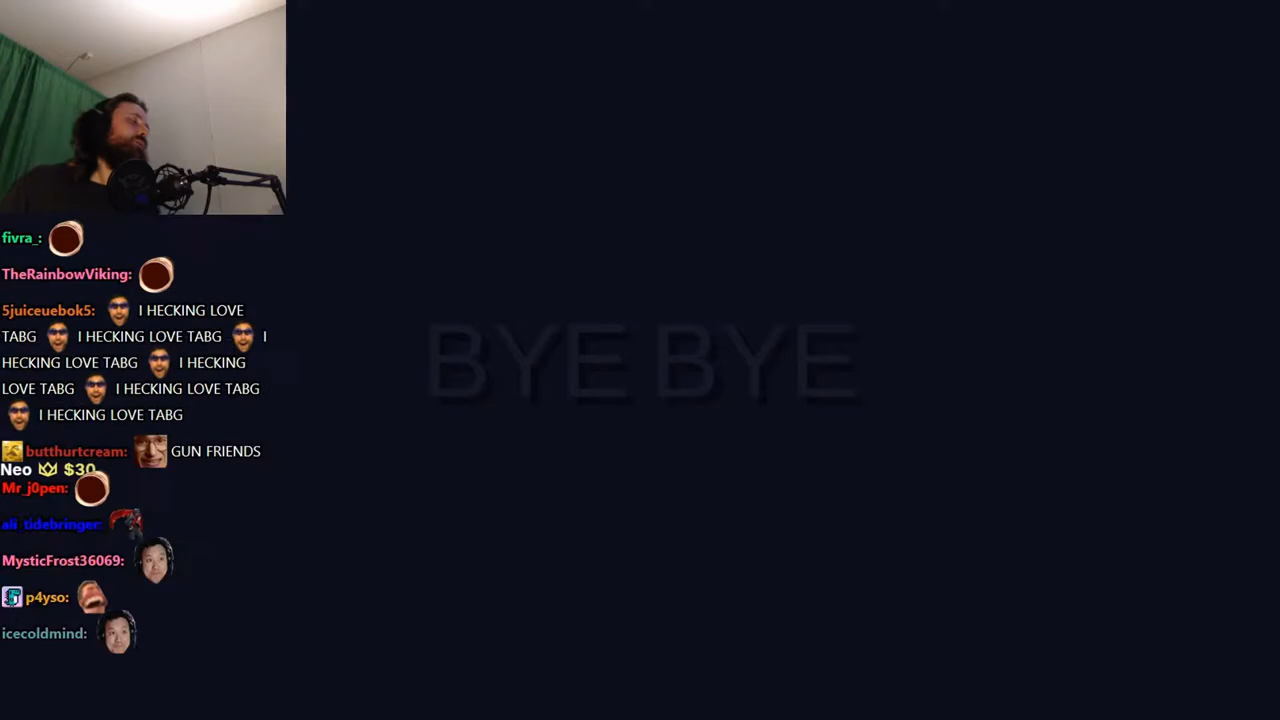 fivra_:
TheRainbowViking:
5juiceuebok5: I HECKING LOVE
TABG I HECKING LOVE TABG I
HECKING LOVE TABG I HECKING
LOVE TABG I HECKING LOVE TABG
I HECKING LOVE TABG
butthurtcream: GUN FRIENDS
Neo $30
Mr_j0pen:
ali_tidebringer:
MysticFrost36069:
p4yso:
icecoldmind:
BYE BYE